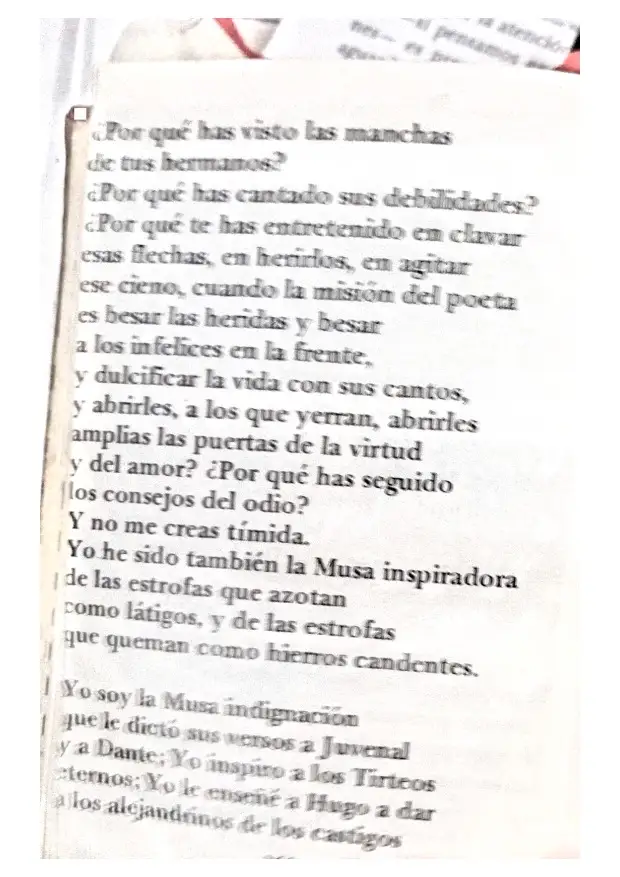 la atención
al pensamos
nes... es
¿Por qué has visto las manchas
de tus hermanos?
¿Por qué has cantado sus debilidades?
¿Por qué te has entretenido en clavar
esas flechas, en herirlos, en agitar
ese cieno, cuando la misión del poeta
es besar las heridas y besar
a los infelices en la frente,
y dulcificar la vida con sus cantos,
y abrirles, a los que yerran, abrirles
amplias las puertas de la virtud
y del amor? ¿Por qué has seguido
los consejos del odio?
Y no me creas tímida.
Yo he sido también la Musa inspiradora
de las estrofas que azotan
como látigos, y de las estrofas
que queman como hierros candentes.
Yo soy la Musa indignación
que le dictó sus versos a Juvenal
y a Dante; Yo inspiro a los Tirteos
eternos; Yo le enseñé a Hugo a dar
a los alejandrinos de los castigos